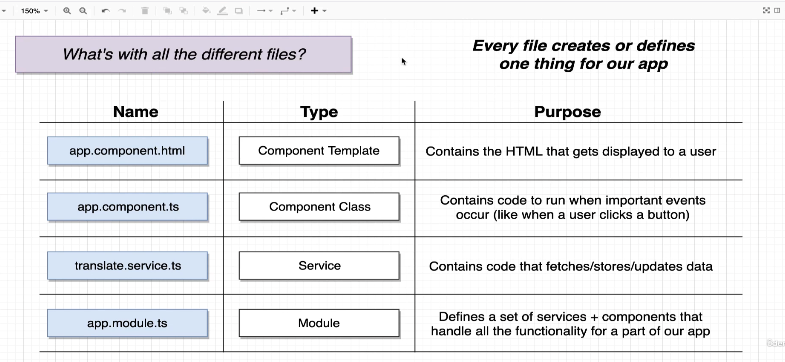 150%
What's with all the different files?
Every file creates or defines
one thing for our app
Name
Type
Purpose
app.component.html
Component Template
Contains the HTML that gets displayed to a user
app.component.ts
Component Class
Contains code to run when important events
occur (like when a user clicks a button)
translate.service.ts
Service
Contains code that fetches/stores/updates data
app.module.ts
Module
Defines a set of services + components that
handle all the functionality for a part of our app